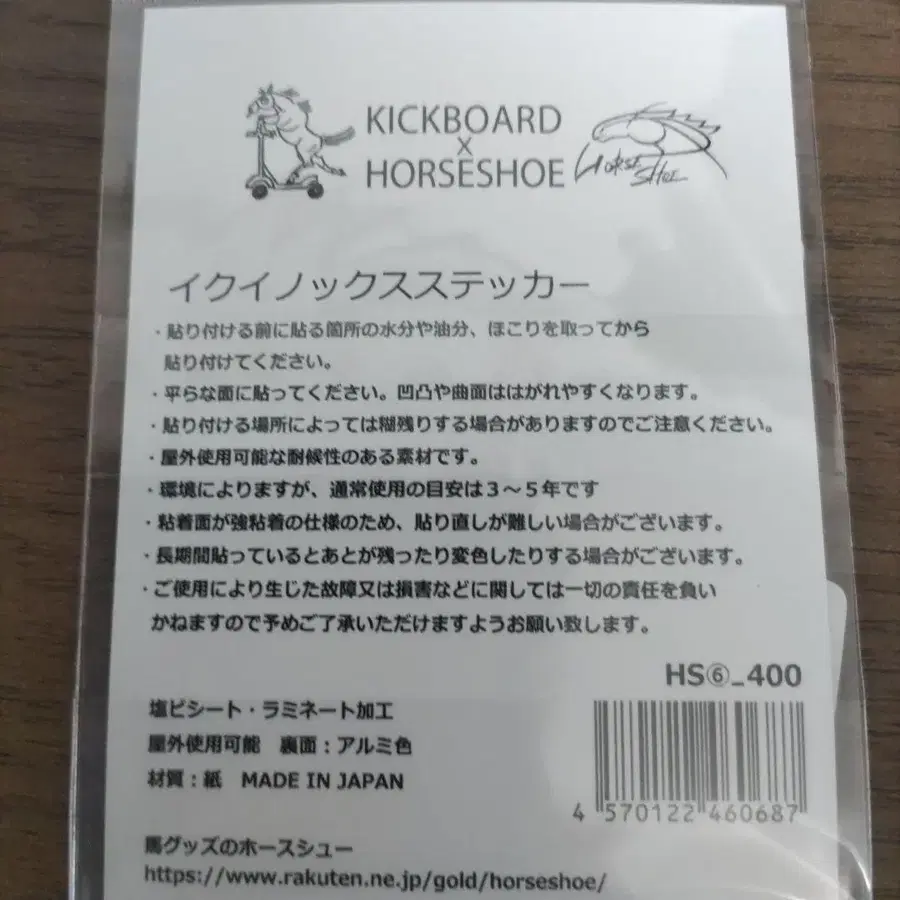 KICKBOARD
X
HORSESHOE
HORSE
SHOE
イクイノックスステッカー
・貼り付ける前に貼る箇所の水分や油分、ほこりを取ってから
貼り付けてください。
・平らな面に貼ってください。凹凸や曲面ははがれやすくなります。
・貼り付ける場所によっては糊残りする場合がありますのでご注意ください。
・屋外使用可能な耐候性のある素材です。
・環境によりますが、通常使用の目安は３～５年です
・粘着面が強粘着の仕様のため、貼り直しが難しい場合がございます。
・長期間貼っているとあとが残ったり変色したりする場合がございます。
・ご使用により生じた故障又は損害などに関しては一切の責任を負い
かねますので予めご了承いただけますようお願い致します。
HS⑥_400
塩ビシート・ラミネート加工
屋外使用可能　裏面：アルミ色
材質：紙　MADE IN JAPAN
4 570122 460687
馬グッズのホースシュー
https://www.rakuten.ne.jp/gold/horseshoe/